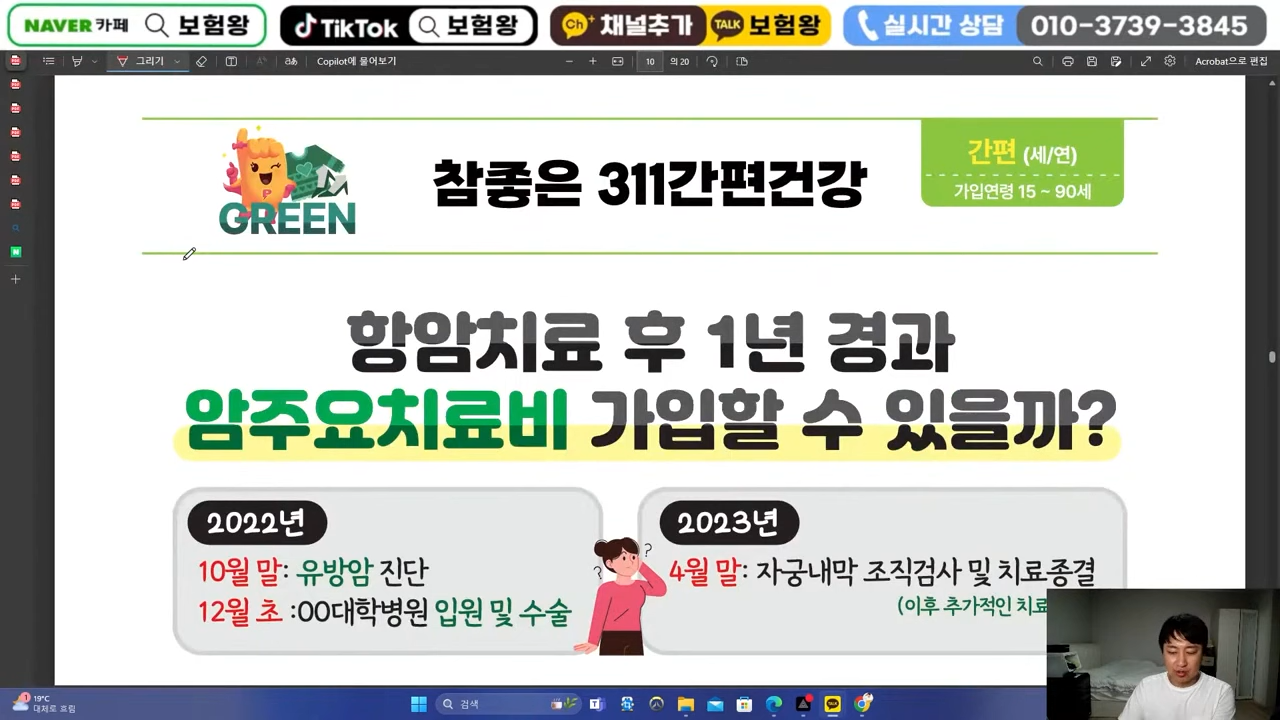 NAVER 카페 보험왕 TikTok 보험왕 Ch+ 채널추가 TALK 보험왕 실시간 상담 010-3739-3845
그리기 aあ Copilot에 물어보기 10 의 20 Acrobat으로 편집
GREEN
참좋은 311간편건강
간편 (세/연)
가입연령 15 ~ 90세
항암치료 후 1년 경과
암주요치료비 가입할 수 있을까?
2022년
10월 말: 유방암 진단
12월 초 :00대학병원 입원 및 수술
2023년
4월 말: 자궁내막 조직검사 및 치료종결
(이후 추가적인 치료
19°C
대체로 흐림
검색